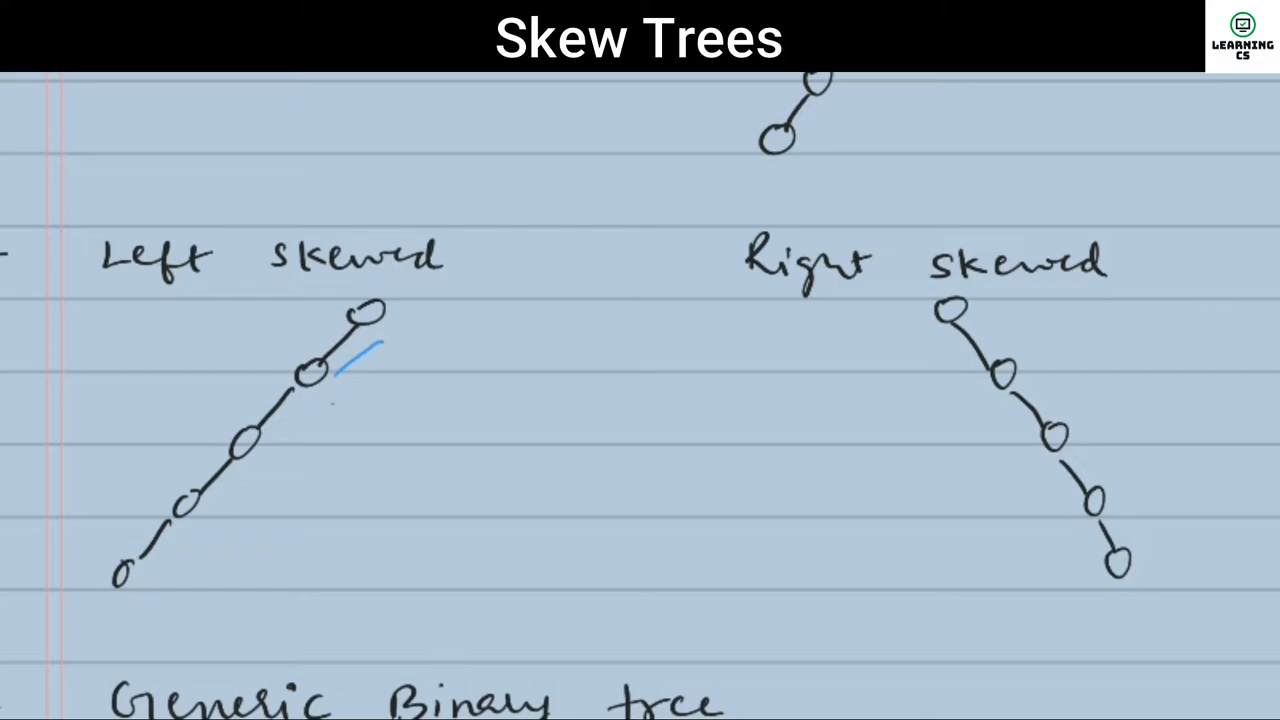 Skew Trees
LEARNING
CS
Left skewed
Right skewed
Generic Binary tree